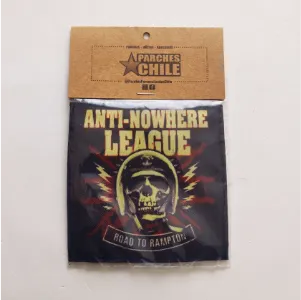 PARCHES
CHILE
ANTI-NOWHERE
LEAGUE
ROAD TO RAMPTON